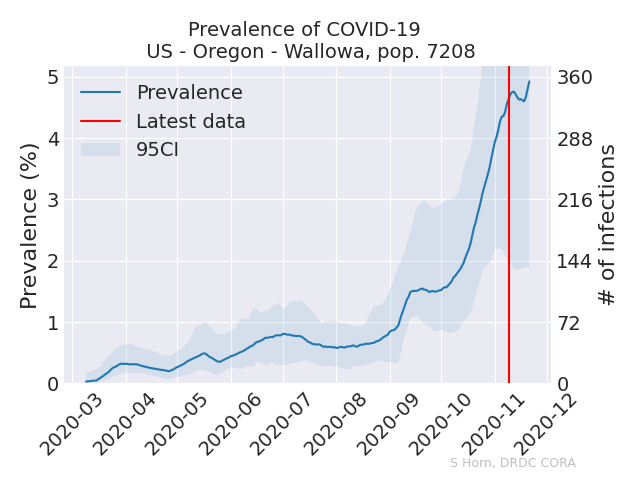 Prevalence of COVID-19
US - Oregon - Wallowa, pop. 7208
Prevalence
Latest data
95CI
Prevalence (%)
5
4
3
2
1
0
360
288
216
144
72
0
# of infections
2020-03
2020-04
2020-05
2020-06
2020-07
2020-08
2020-09
2020-10
2020-11
2020-12
S Horn, DRDC CORA